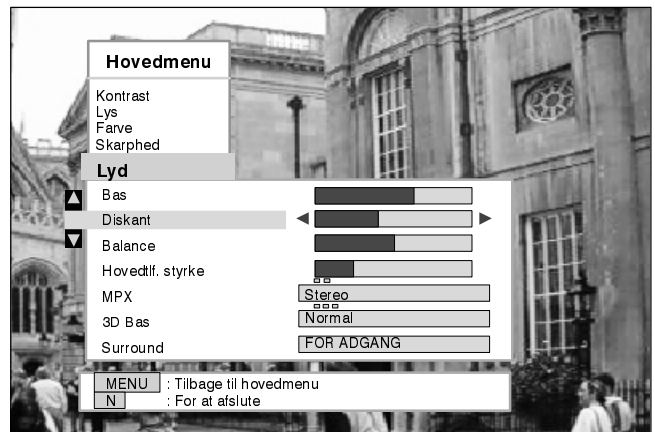 Hovedmenu
Kontrast
Lys
Farve
Skarphed
Lyd
Bas
Diskant
Balance
Hovedtlf. styrke
MPX Stereo
3D Bas Normal
Surround FOR ADGANG
MENU : Tilbage til hovedmenu
N : For at afslute